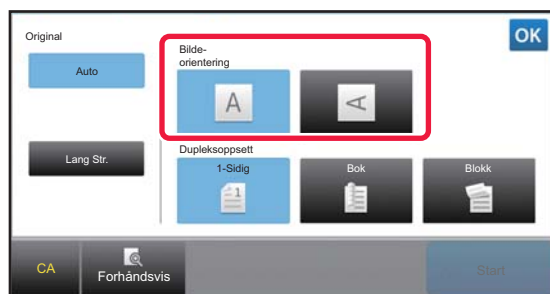 Original
OK
Auto
Bilde-
orientering
A
A
Lang Str.
Dupleksoppsett
1-Sidig
1
Bok
Blokk
CA
Forhåndsvis
Start